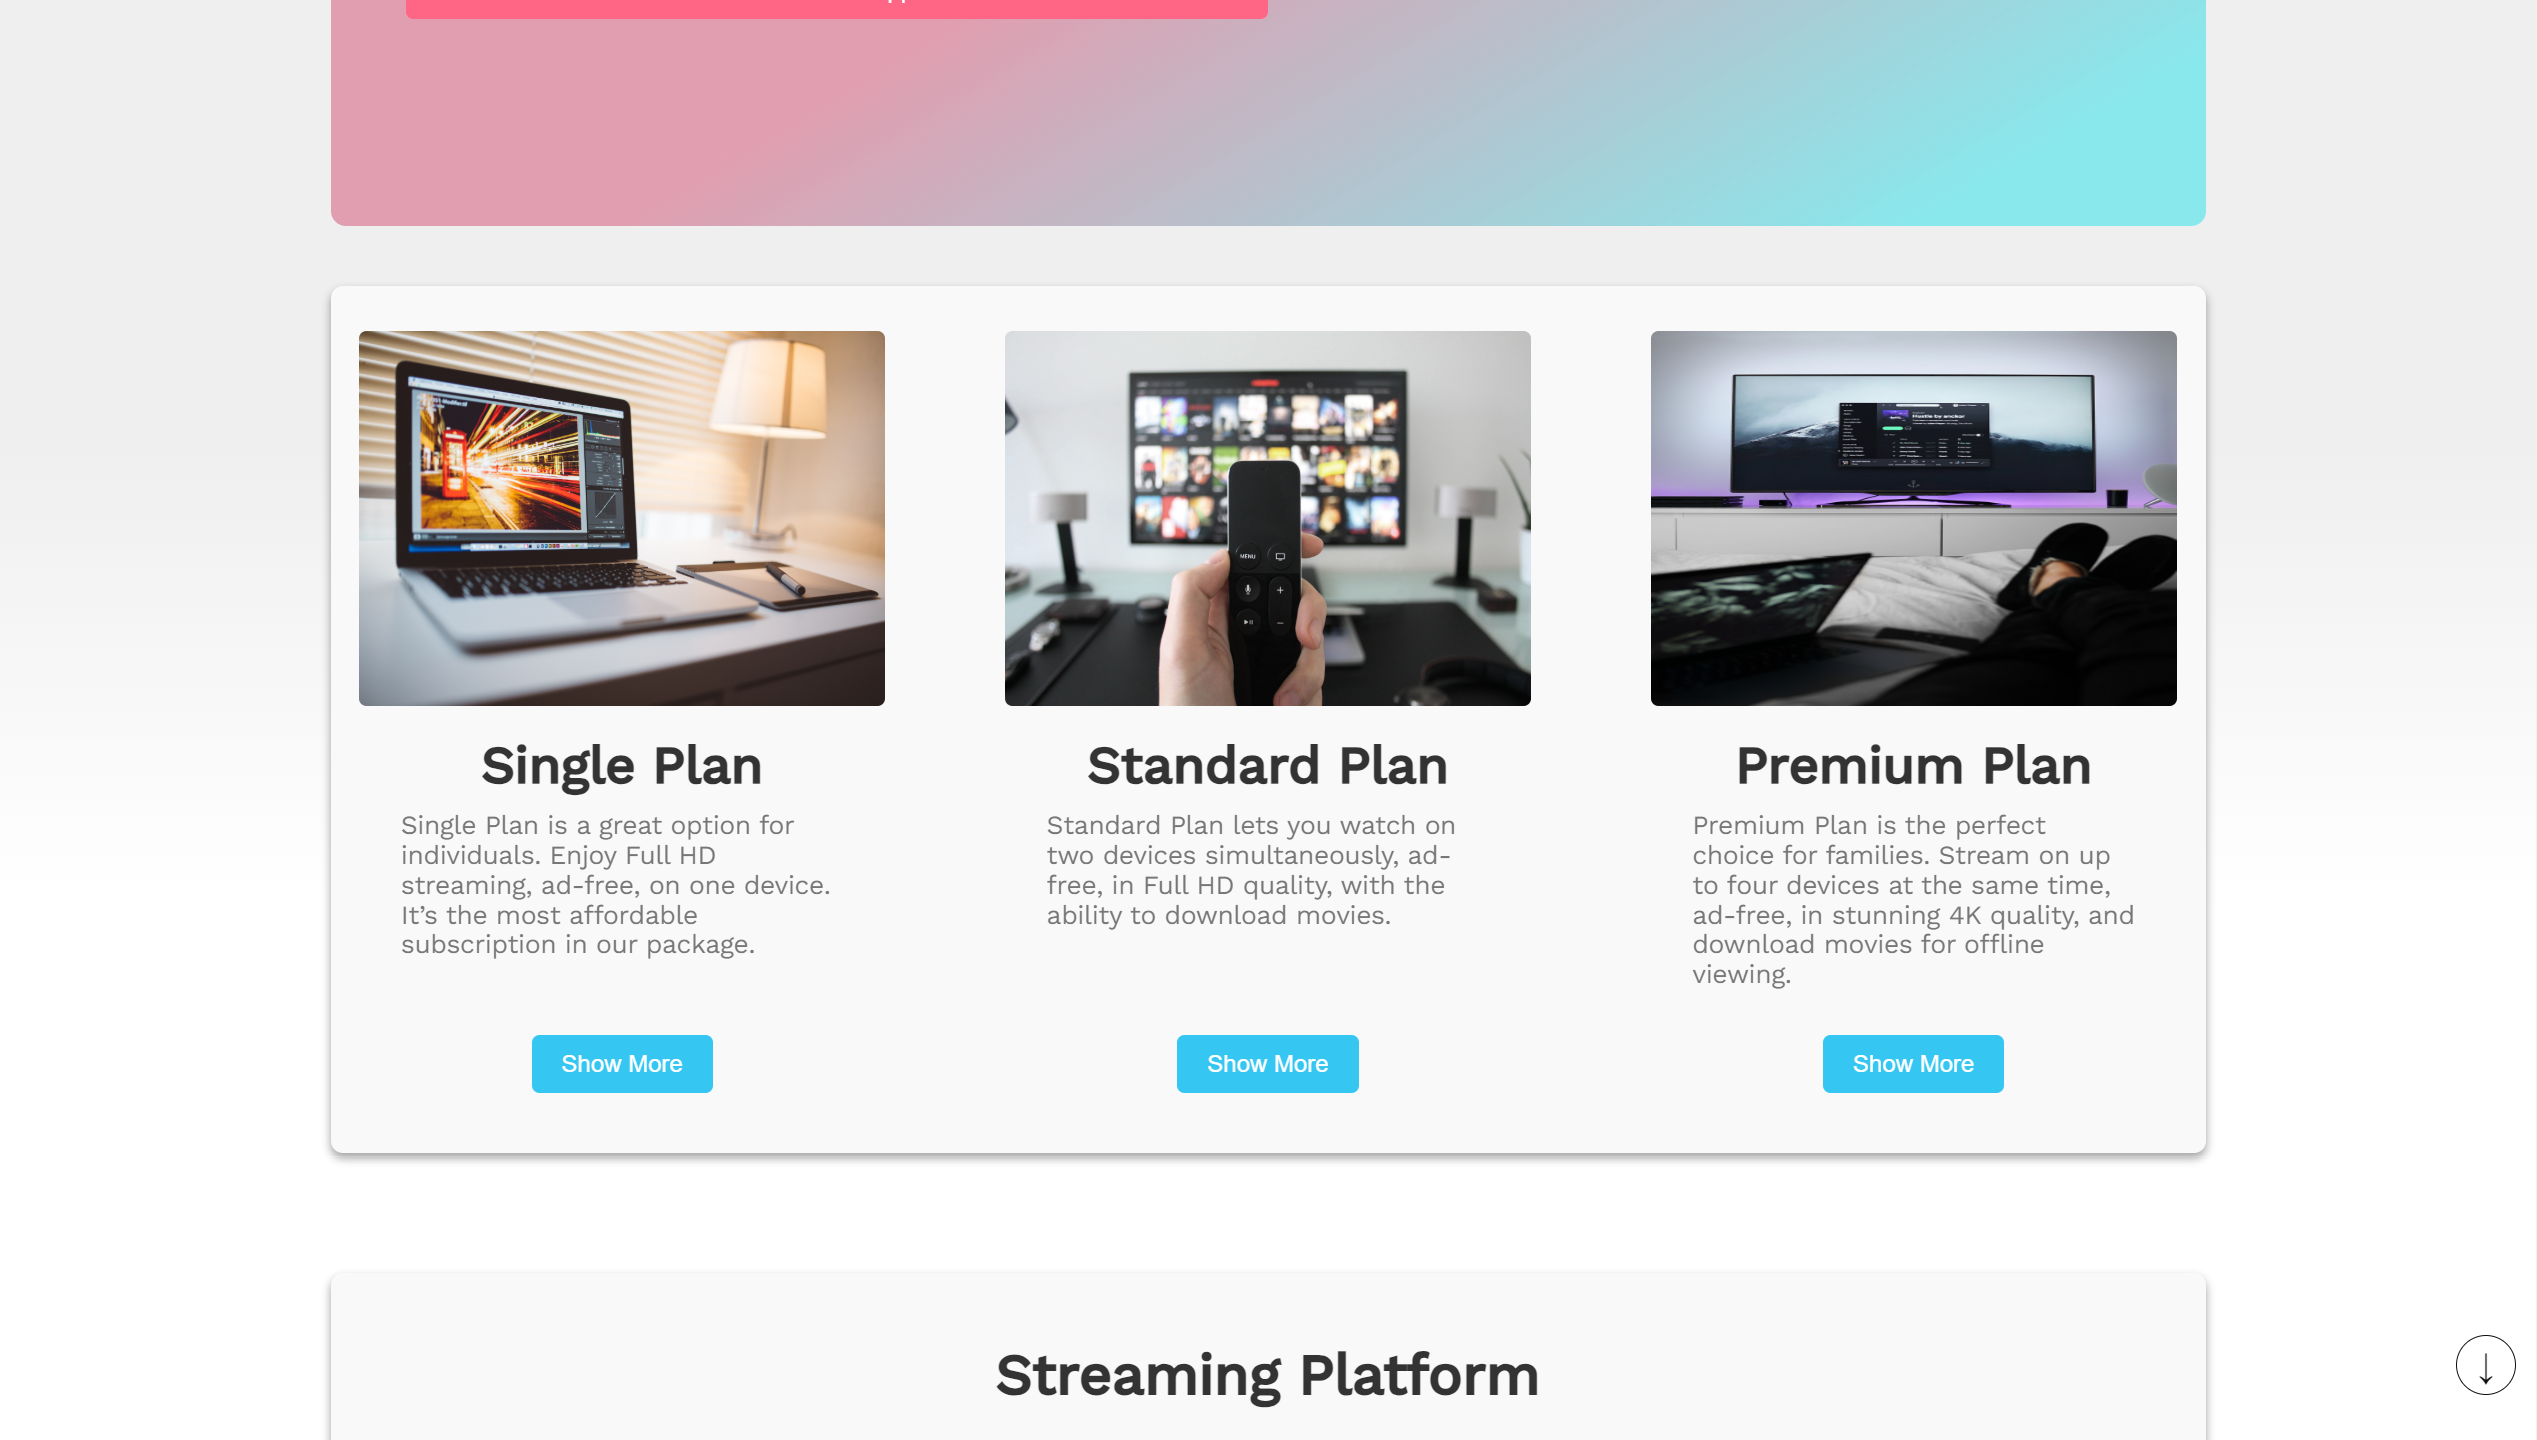 Single Plan
Single Plan is a great option for
individuals. Enjoy Full HD
streaming, ad-free, on one device.
It’s the most affordable
subscription in our package.
Show More
MENU
Standard Plan
Standard Plan lets you watch on
two devices simultaneously, ad-
free, in Full HD quality, with the
ability to download movies.
Show More
Premium Plan
Premium Plan is the perfect
choice for families. Stream on up
to four devices at the same time,
ad-free, in stunning 4K quality, and
download movies for offline
viewing.
Show More
Streaming Platform